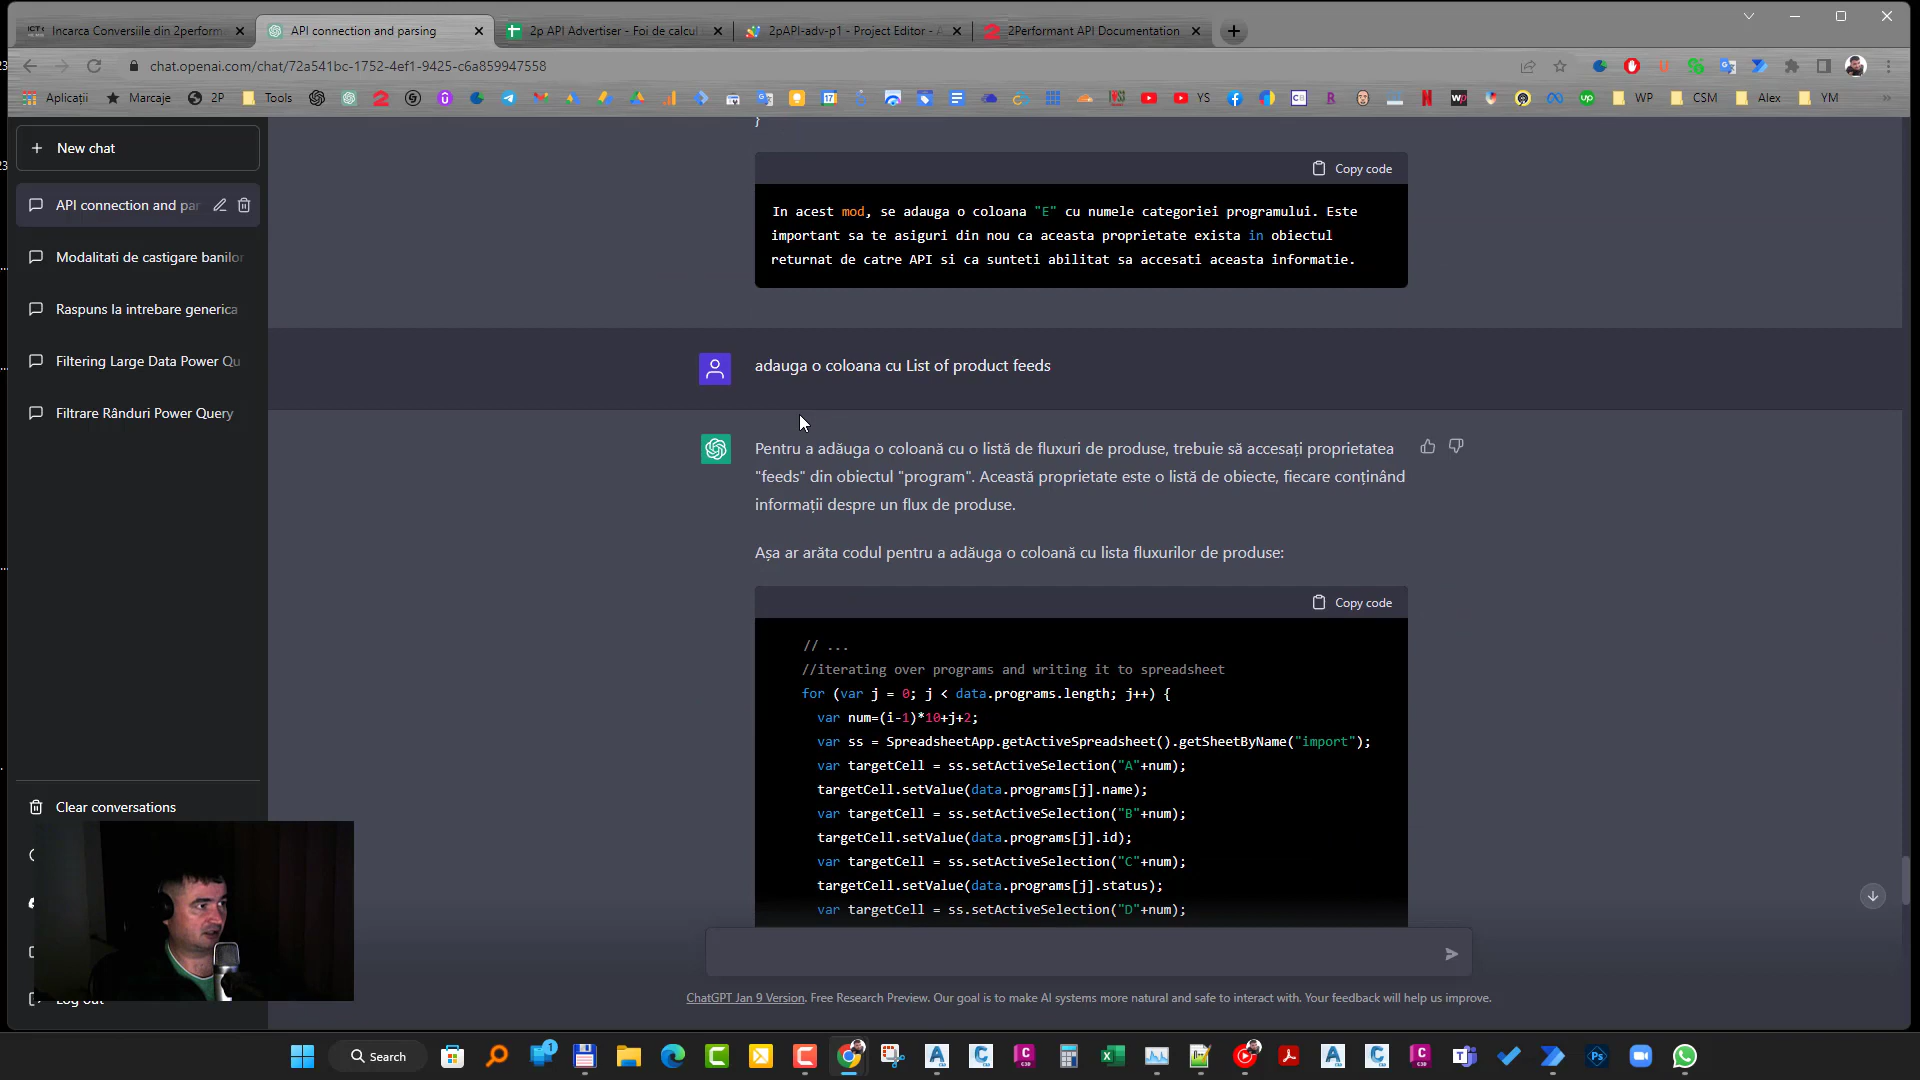 Incarca Conversiile din 2perform
API connection and parsing
2p API Advertiser - Foi de calcul
2pAPI-adv-p1 - Project Editor - A
2Performant API Documentation
chat.openai.com/chat/72a541bc-1752-4ef1-9425-c6a859947558
Aplicații
Marcaje
2P
Tools
YS
WP
CSM
Alex
YM
New chat
API connection and par
Modalitati de castigare banilor
Raspuns la intrebare generica
Filtering Large Data Power Qu
Filtrare Rânduri Power Query
Clear conversations
Log out
}
Copy code
In acest mod, se adauga o coloana "E" cu numele categoriei programului. Este
important sa te asiguri din nou ca aceasta proprietate exista in obiectul
returnat de catre API si ca sunteti abilitat sa accesati aceasta informatie.
adauga o coloana cu List of product feeds
Pentru a adăuga o coloană cu o listă de fluxuri de produse, trebuie să accesați proprietatea
"feeds" din obiectul "program". Această proprietate este o listă de obiecte, fiecare conținând
informații despre un flux de produse.
Așa ar arăta codul pentru a adăuga o coloană cu lista fluxurilor de produse:
Copy code
// ...
//iterating over programs and writing it to spreadsheet
for (var j = 0; j < data.programs.length; j++) {
var num=(i-1)*10+j+2;
var ss = SpreadsheetApp.getActiveSpreadsheet().getSheetByName("import");
var targetCell = ss.setActiveSelection("A"+num);
targetCell.setValue(data.programs[j].name);
var targetCell = ss.setActiveSelection("B"+num);
targetCell.setValue(data.programs[j].id);
var targetCell = ss.setActiveSelection("C"+num);
targetCell.setValue(data.programs[j].status);
var targetCell = ss.setActiveSelection("D"+num);
ChatGPT Jan 9 Version. Free Research Preview. Our goal is to make AI systems more natural and safe to interact with. Your feedback will help us improve.
Search